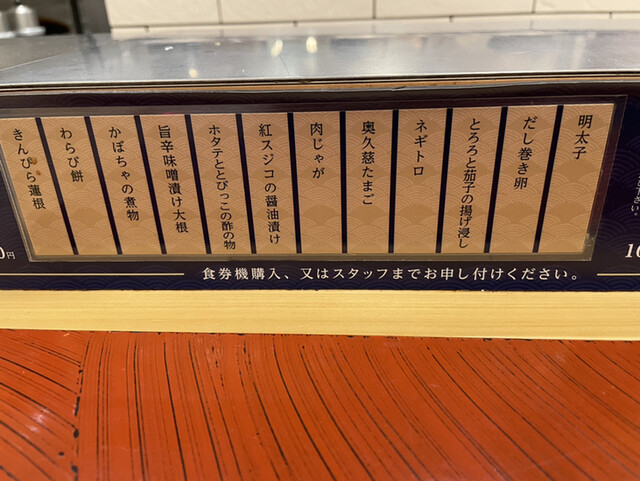 明太子
だし巻き卵
とろろと茄子の揚げ浸し
ネギトロ
奥久慈たまご
肉じゃが
紅スジコの醤油漬け
ホタテととびっこの酢の物
旨辛味噌漬け大根
かぼちゃの煮物
わらび餅
きんぴら蓮根
食券機購入、又はスタッフまでお申し付けください。